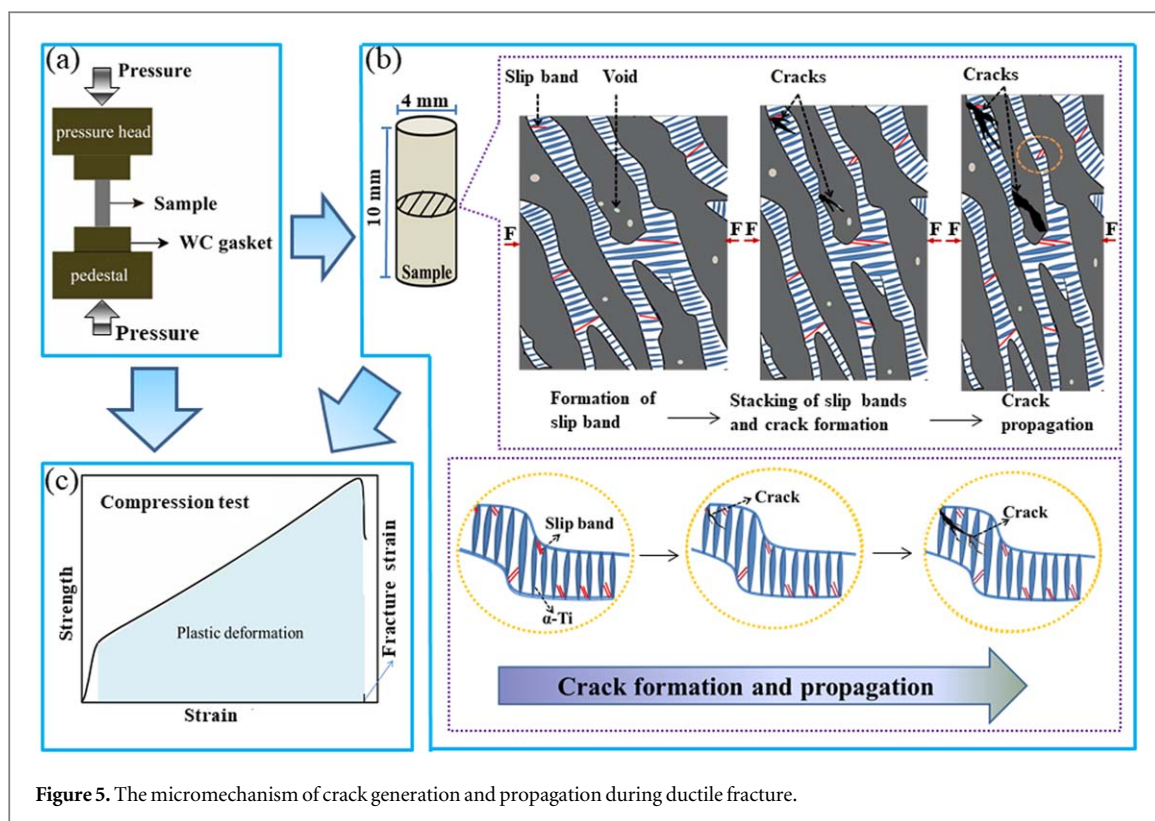 (a)
Pressure
pressure head
Sample
WC gasket
pedestal
Pressure
(b)
4 mm
10 mm
Sample
Slip band
Void
Cracks
Cracks
F
F
F
F
F
F
Formation of
slip band
Stacking of slip bands
and crack formation
Crack
propagation
Slip band
α-Ti
Crack
Crack
Crack formation and propagation
(c)
Compression test
Strength
Plastic deformation
Fracture strain
Strain
Figure 5. The micromechanism of crack generation and propagation during ductile fracture.